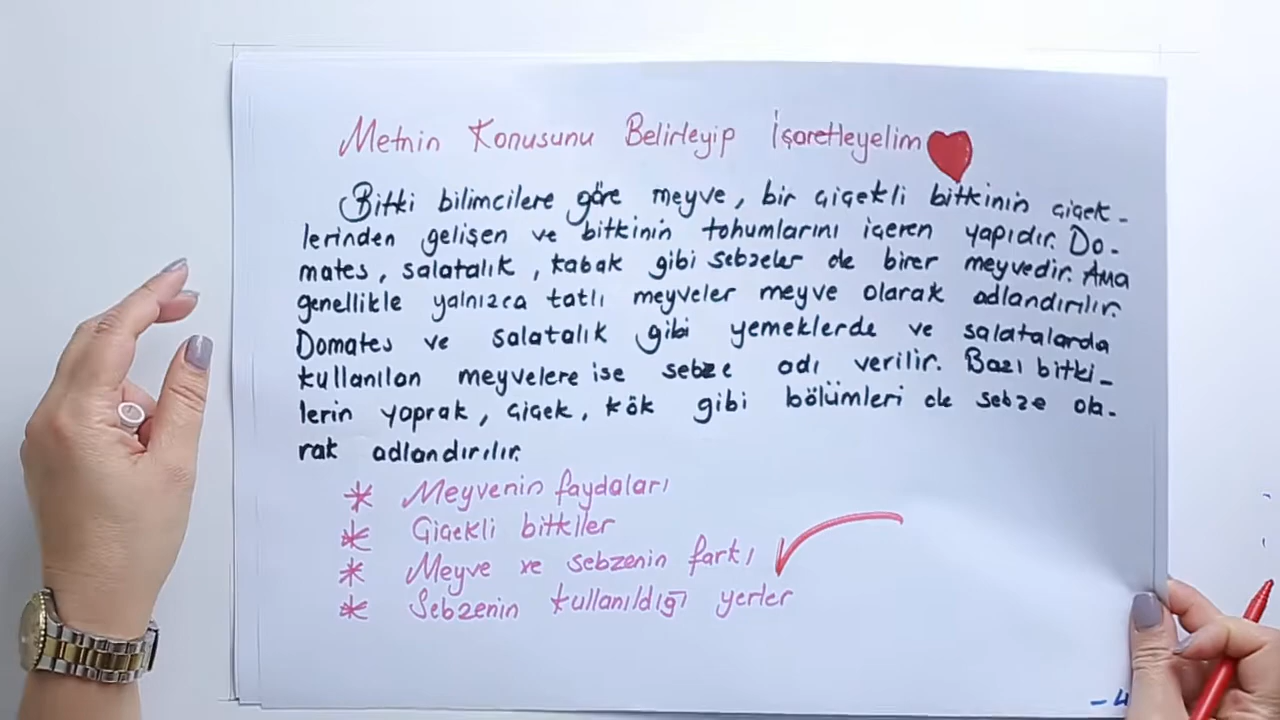 Metnin Konusunu Belirleyip İşaretleyelim
Bitki bilimcilere göre meyve, bir çiçekli bitkinin çiçek-
lerinden gelişen ve bitkinin tohumlarını içeren yapıdır. Do-
mates, salatalık, kabak gibi sebzeler de birer meyvedir. Ama
genellikle yalnızca tatlı meyveler meyve olarak adlandırılır.
Domates ve salatalık gibi yemeklerde ve salatalarda
kullanılan meyvelere ise sebze adı verilir. Bazı bitki-
lerin yaprak, çiçek, kök gibi bölümleri de sebze ola-
rak adlandırılır.
* Meyvenin faydaları
* Çiçekli bitkiler
* Meyve ve sebzenin farkı
* Sebzenin kullanıldığı yerler